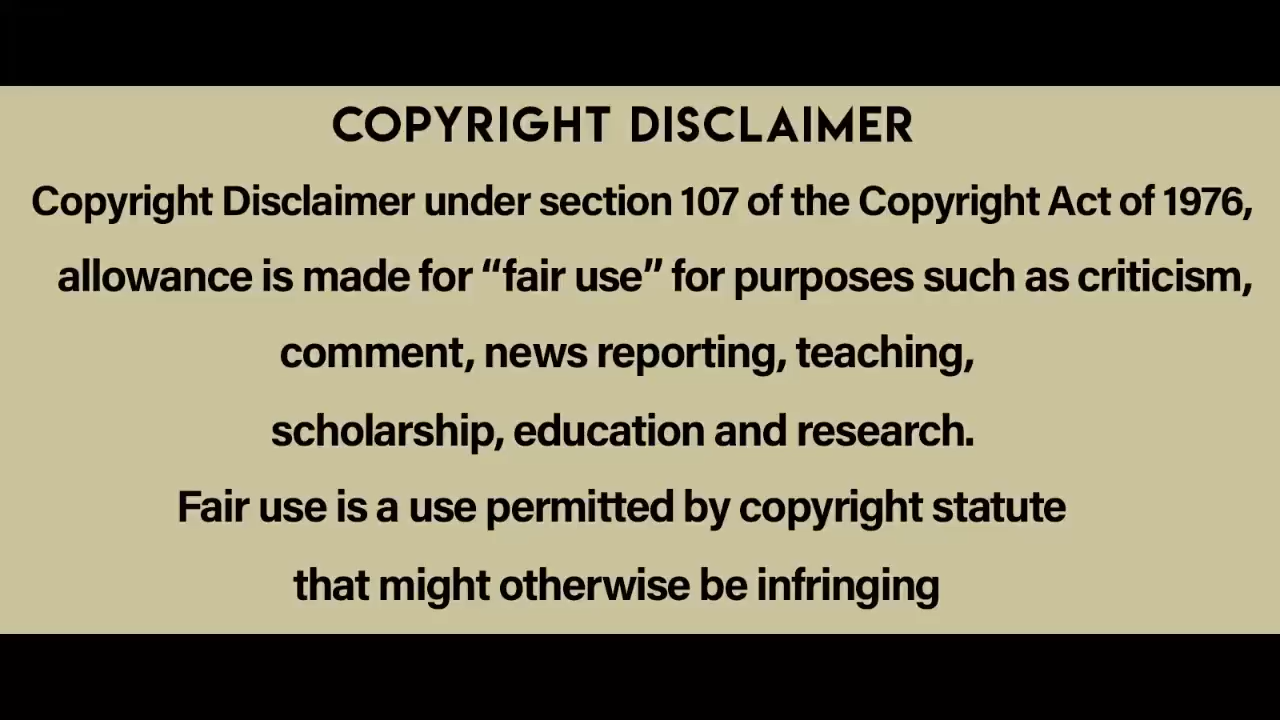 COPYRIGHT DISCLAIMER
Copyright Disclaimer under section 107 of the Copyright Act of 1976,
allowance is made for “fair use” for purposes such as criticism,
comment, news reporting, teaching,
scholarship, education and research.
Fair use is a use permitted by copyright statute
that might otherwise be infringing